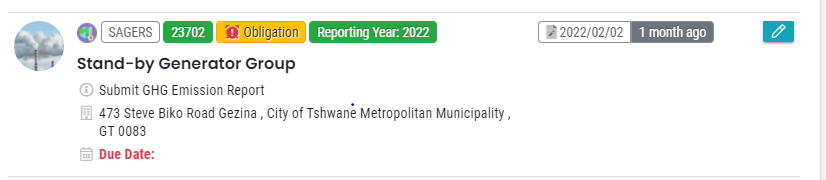 SAGERS 23702 Obligation Reporting Year: 2022 2022/02/02 1 month ago
Stand-by Generator Group
Submit GHG Emission Report
473 Steve Biko Road Gezina , City of Tshwane Metropolitan Municipality ,
GT 0083
Due Date: